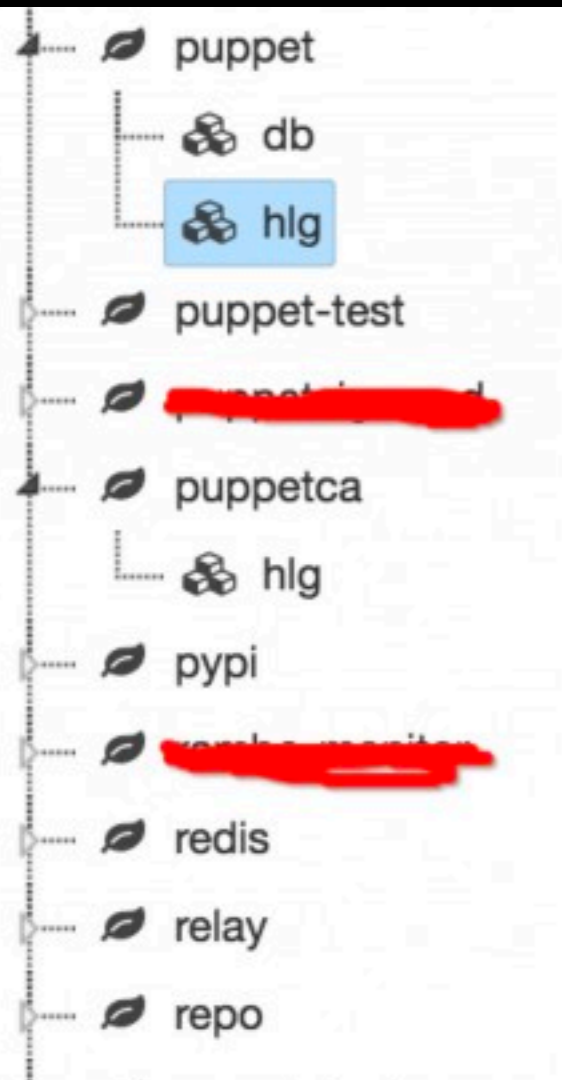 puppet
db
hlg
puppet-test
puppetca
hlg
pypi
redis
relay
repo